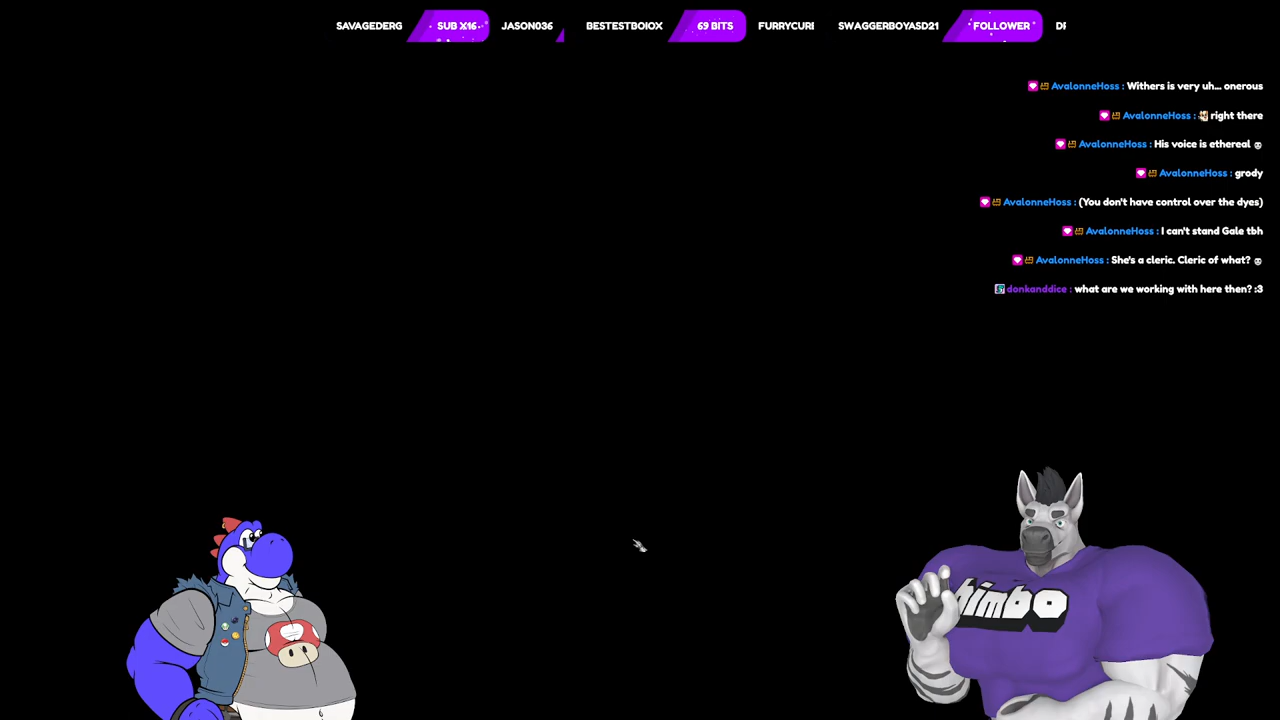 SAVAGEDERG SUB X16 JASON036 BESTESTBOIOX 69 BITS FURRYCURI SWAGGERBOYASD21 FOLLOWER
AvalonneHoss : Withers is very uh... onerous
AvalonneHoss : right there
AvalonneHoss : His voice is ethereal
AvalonneHoss : grody
AvalonneHoss : (You don't have control over the dyes)
AvalonneHoss : I can't stand Gale tbh
AvalonneHoss : She's a cleric. Cleric of what?
donkanddice : what are we working with here then? :3
himbo